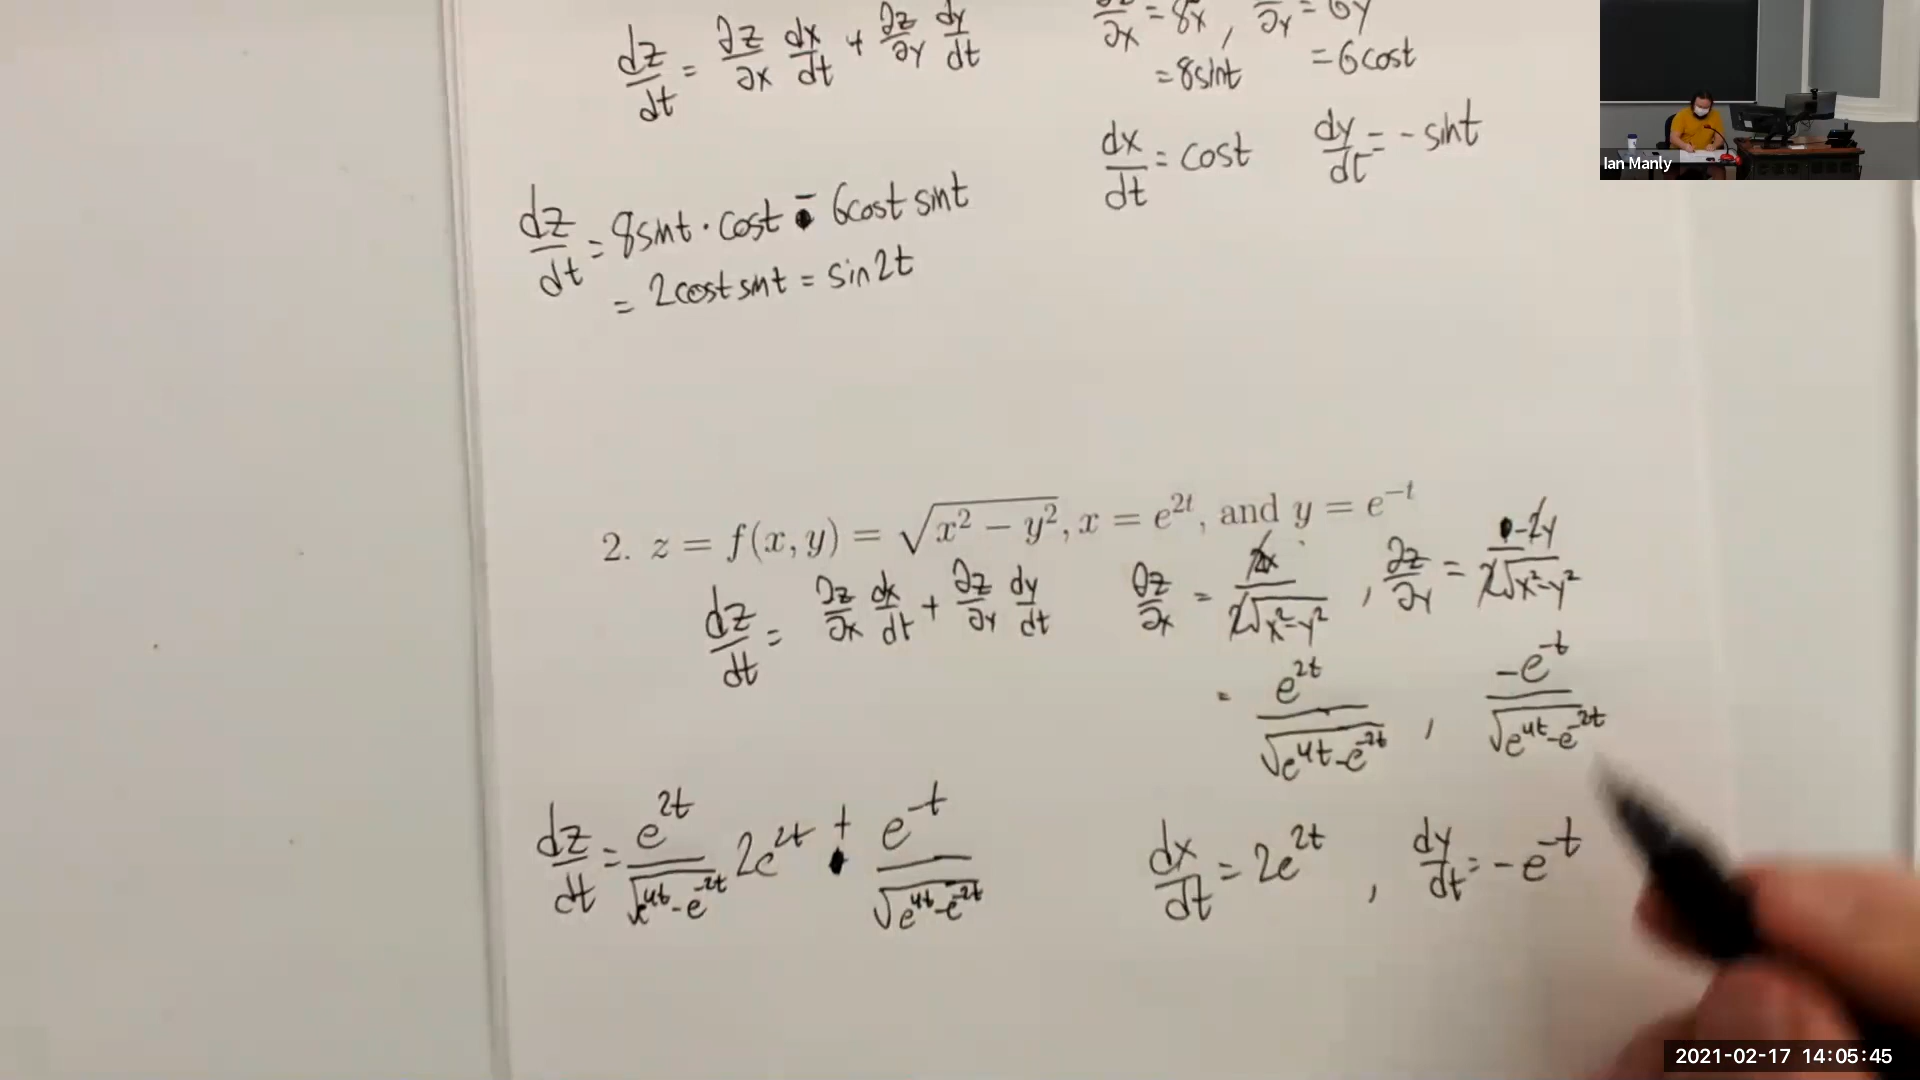 dz/dt = ∂z/∂x dx/dt + ∂z/∂y dy/dt
∂z/∂x = 8x , ∂y = 6y
= 8sint = 6cost
dx/dt = cost dy/dt = - sint
dz/dt = 8sint · cost - 6cost sint
= 2cost sint = sin2t
2. z = f(x, y) = √(x² − y²), x = e^{2t}, and y = e^{−t}
dz/dt = ∂z/∂x dx/dt + ∂z/∂y dy/dt
∂z/∂x = 2x/(2√(x²-y²)) , ∂z/∂y = -2y/(2√(x²-y²))
= e^{2t}/√(e^{4t}-e^{-2t}) , -e^{-t}/√(e^{4t}-e^{-2t})
dz/dt = e^{2t}/√(e^{4t}-e^{-2t}) 2e^{2t} + e^{-t}/√(e^{4t}-e^{-2t})
dx/dt = 2e^{2t} , dy/dt = -e^{-t}
Ian Manly
2021-02-17 14:05:45